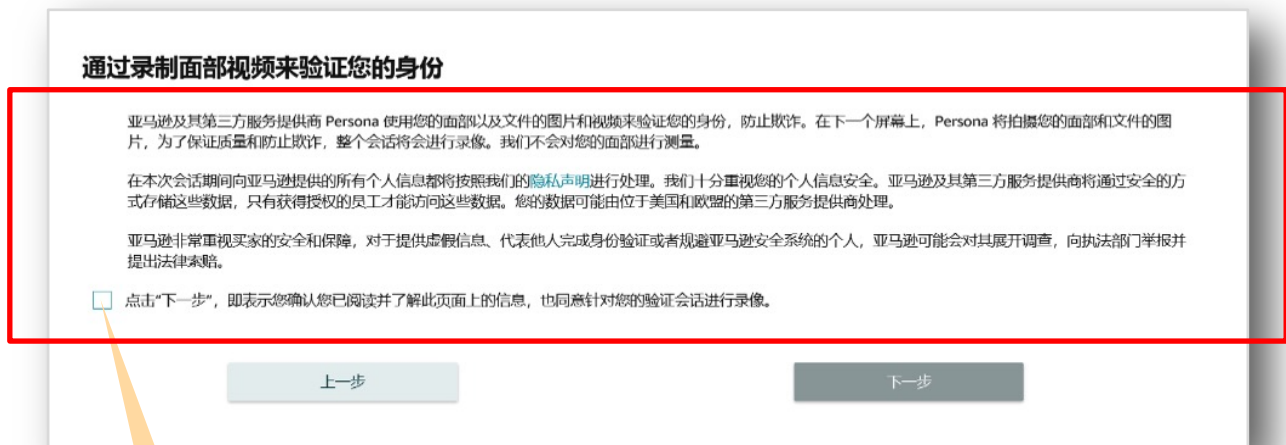 通过录制面部视频来验证您的身份
亚马逊及其第三方服务提供商 Persona 使用您的面部以及文件的图片和视频来验证您的身份，防止欺诈。在下一个屏幕上，Persona 将拍摄您的面部和文件的图
片，为了保证质量和防止欺诈，整个会话将会进行录像。我们不会对您的面部进行测量。
在本次会话期间向亚马逊提供的所有个人信息都将按照我们的隐私声明进行处理。我们十分重视您的个人信息安全。亚马逊及其第三方服务提供商将通过安全的方
式存储这些数据，只有获得授权的员工才能访问这些数据。您的数据可能由位于美国和欧盟的第三方服务提供商处理。
亚马逊非常重视买家的安全和保障，对于提供虚假信息、代表他人完成身份验证或者规避亚马逊安全系统的个人，亚马逊可能会对其展开调查，向执法部门举报并
提出法律索赔。
点击“下一步”，即表示您确认您已阅读并了解此页面上的信息，也同意针对您的验证会话进行录像。
上一步
下一步